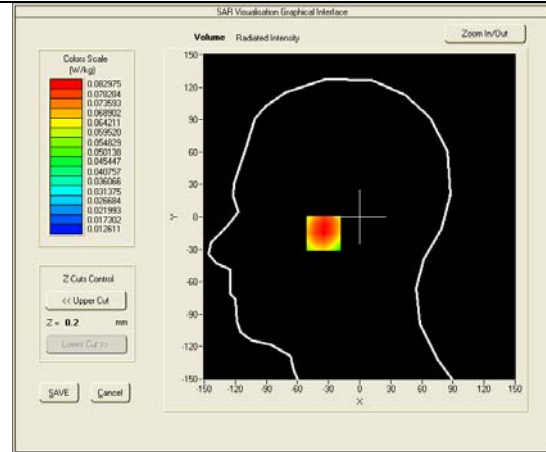 SAR Visualisation Graphical Interface
Volume Radiated Intensity
Zoom In/Out
Colors Scale
(W/kg)
0.082975
0.078284
0.073593
0.068902
0.064211
0.059520
0.054829
0.050138
0.045447
0.040757
0.036066
0.031375
0.026684
0.021993
0.017302
0.012611
Z Cuts Control
<< Upper Cut
Z = 0.2 mm
Lower Cut >>
SAVE Cancel
150
120
90
60
30
0
-30
-60
-90
-120
-150
Y
-150 -120 -90 -60 -30 0 30 60 90 120 150
X